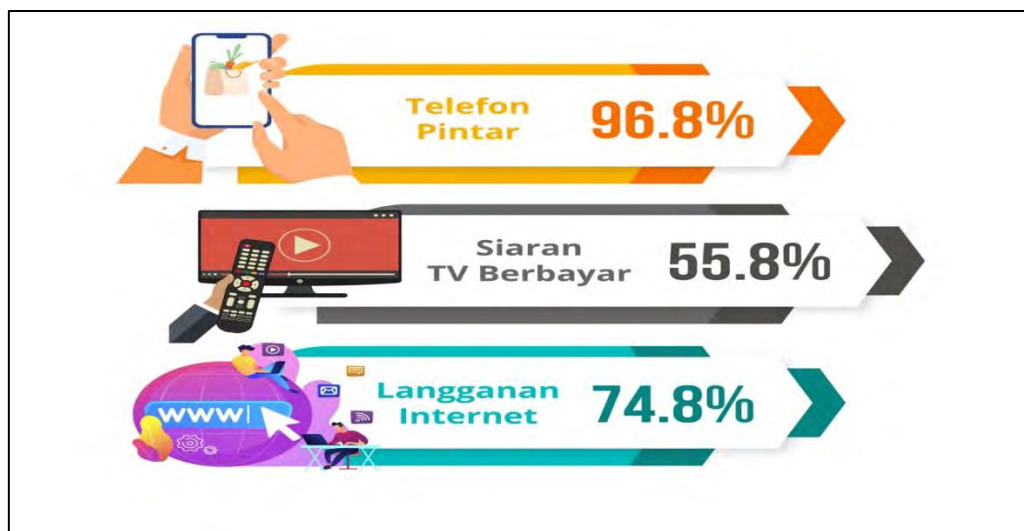 Telefon
Pintar
96.8%
Siaran
TV Berbayar
55.8%
www
Langganan
Internet
74.8%